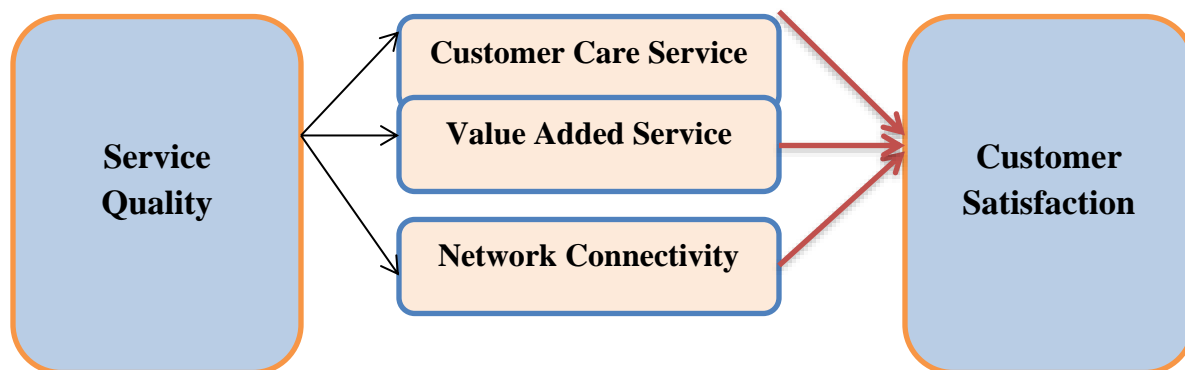 Service
Quality
Customer Care Service
Value Added Service
Network Connectivity
Customer
Satisfaction